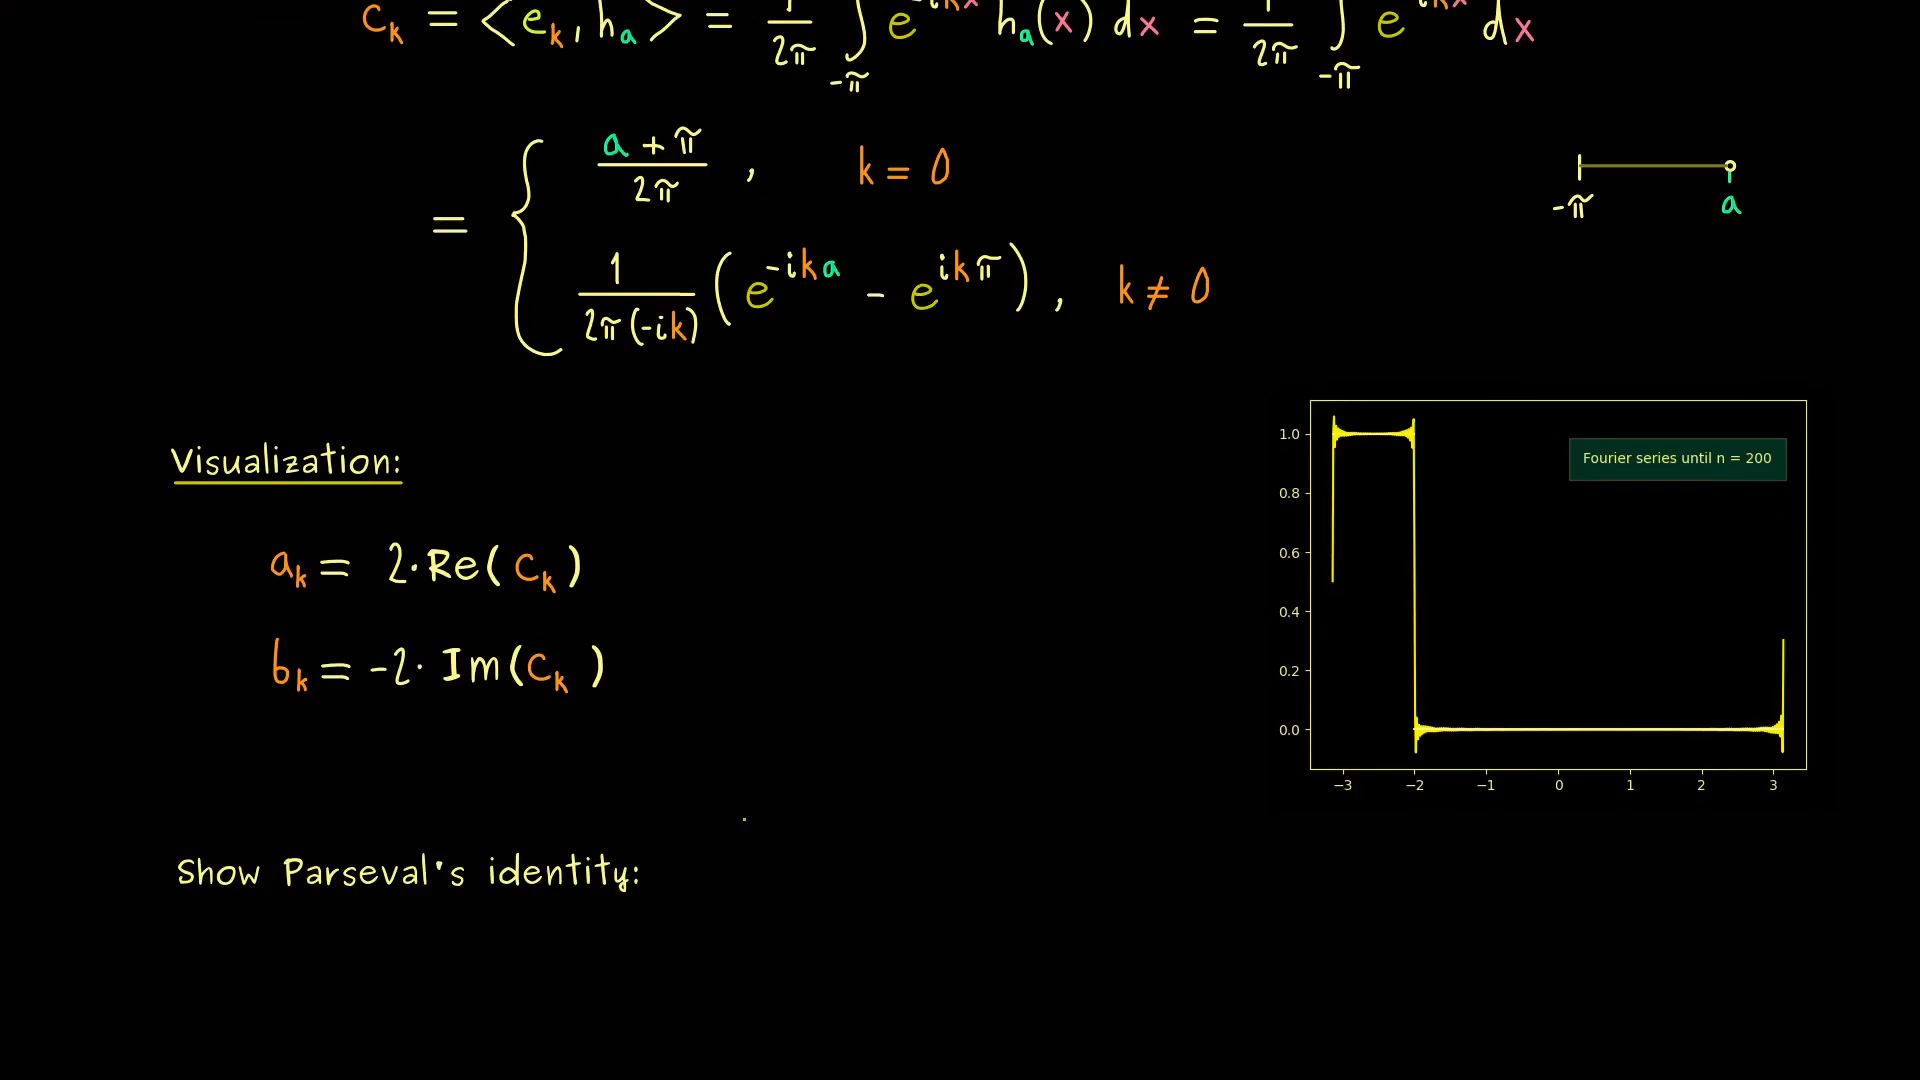 c_k = <e_k, h_a> = 1/2π ∫_{-π} e^{-ikx} h_a(x) dx = 1/2π ∫_{-π} e^{-ikx} dx
= { (a + π)/2π , k = 0
1/(2π(-ik)) (e^{-ika} - e^{ikπ}) , k ≠ 0
-π a
Visualization:
a_k = 2·Re(c_k)
b_k = -2·Im(c_k)
Fourier series until n = 200
1.0
0.8
0.6
0.4
0.2
0.0
−3 −2 −1 0 1 2 3
Show Parseval's identity: